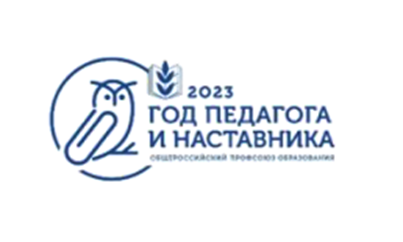 2023
ГОД ПЕДАГОГА
И НАСТАВНИКА
ОБЩЕРОССИЙСКИЙ ПРОФСОЮЗ ОБРАЗОВАНИЯ